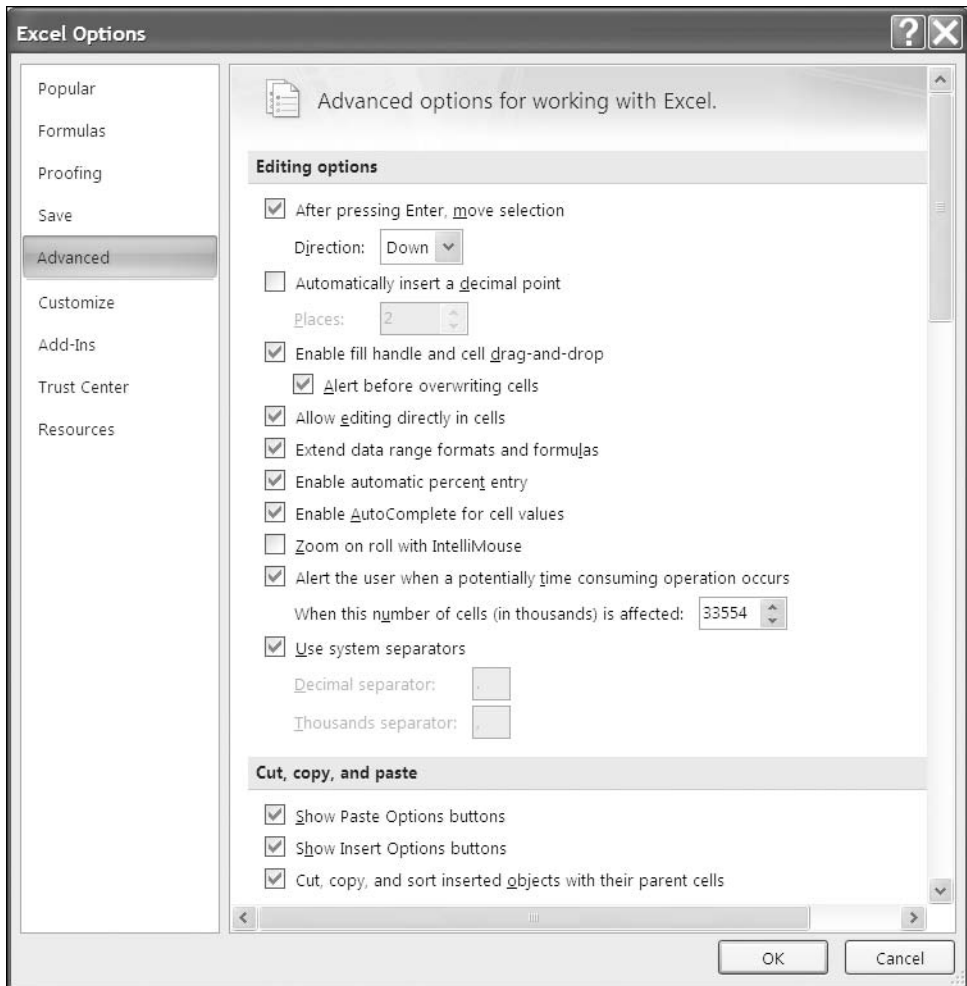 Excel Options
Popular
Formulas
Proofing
Save
Advanced
Customize
Add-Ins
Trust Center
Resources
Advanced options for working with Excel.
Editing options
After pressing Enter, move selection
Direction: Down
Automatically insert a decimal point
Places: 2
Enable fill handle and cell drag-and-drop
Alert before overwriting cells
Allow editing directly in cells
Extend data range formats and formulas
Enable automatic percent entry
Enable AutoComplete for cell values
Zoom on roll with IntelliMouse
Alert the user when a potentially time consuming operation occurs
When this number of cells (in thousands) is affected: 33554
Use system separators
Decimal separator: .
Thousands separator: ,
Cut, copy, and paste
Show Paste Options buttons
Show Insert Options buttons
Cut, copy, and sort inserted objects with their parent cells
OK Cancel